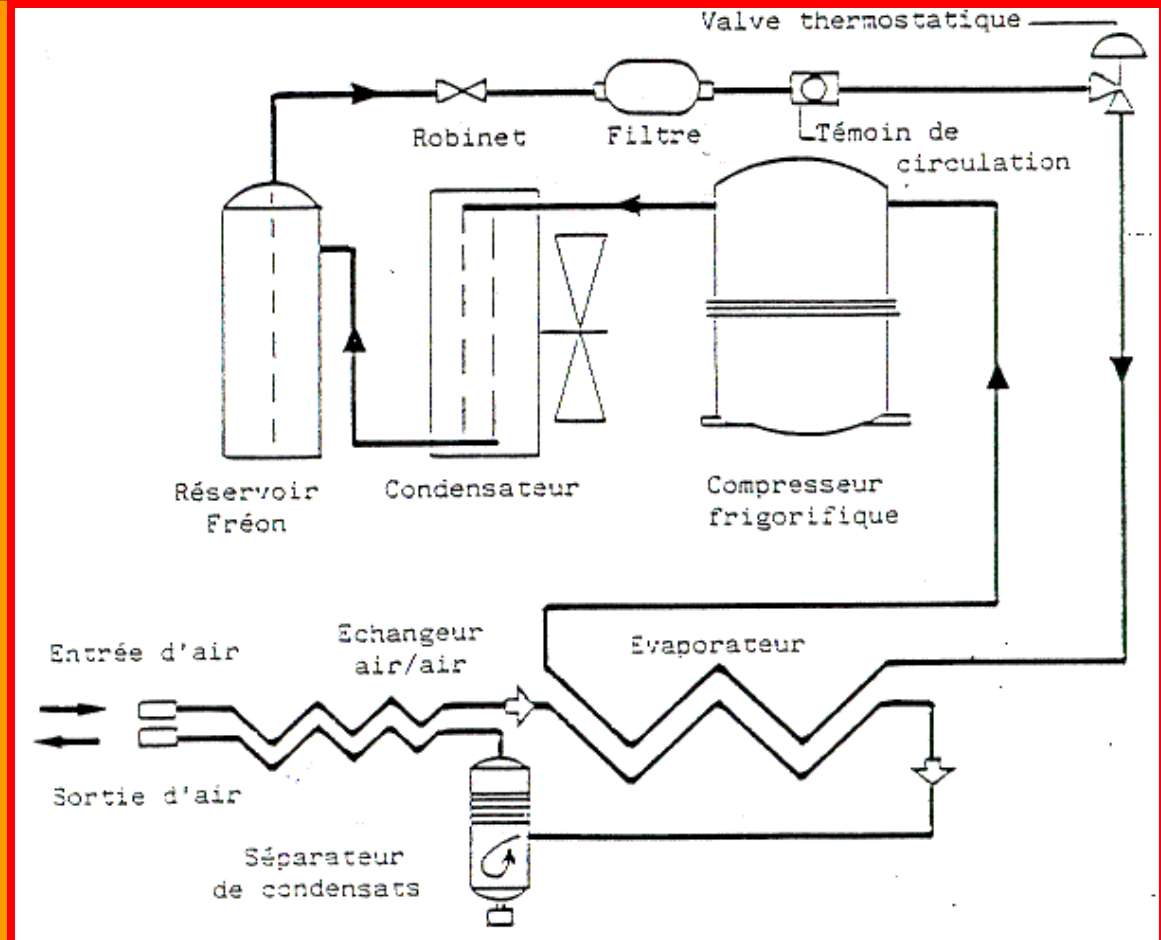 Valve thermostatique
Robinet
Filtre
Témoin de
circulation
Réservoir
Fréon
Condensateur
Compresseur
frigorifique
Entrée d'air
Echangeur
air/air
Evaporateur
Sortie d'air
Séparateur
de condensats